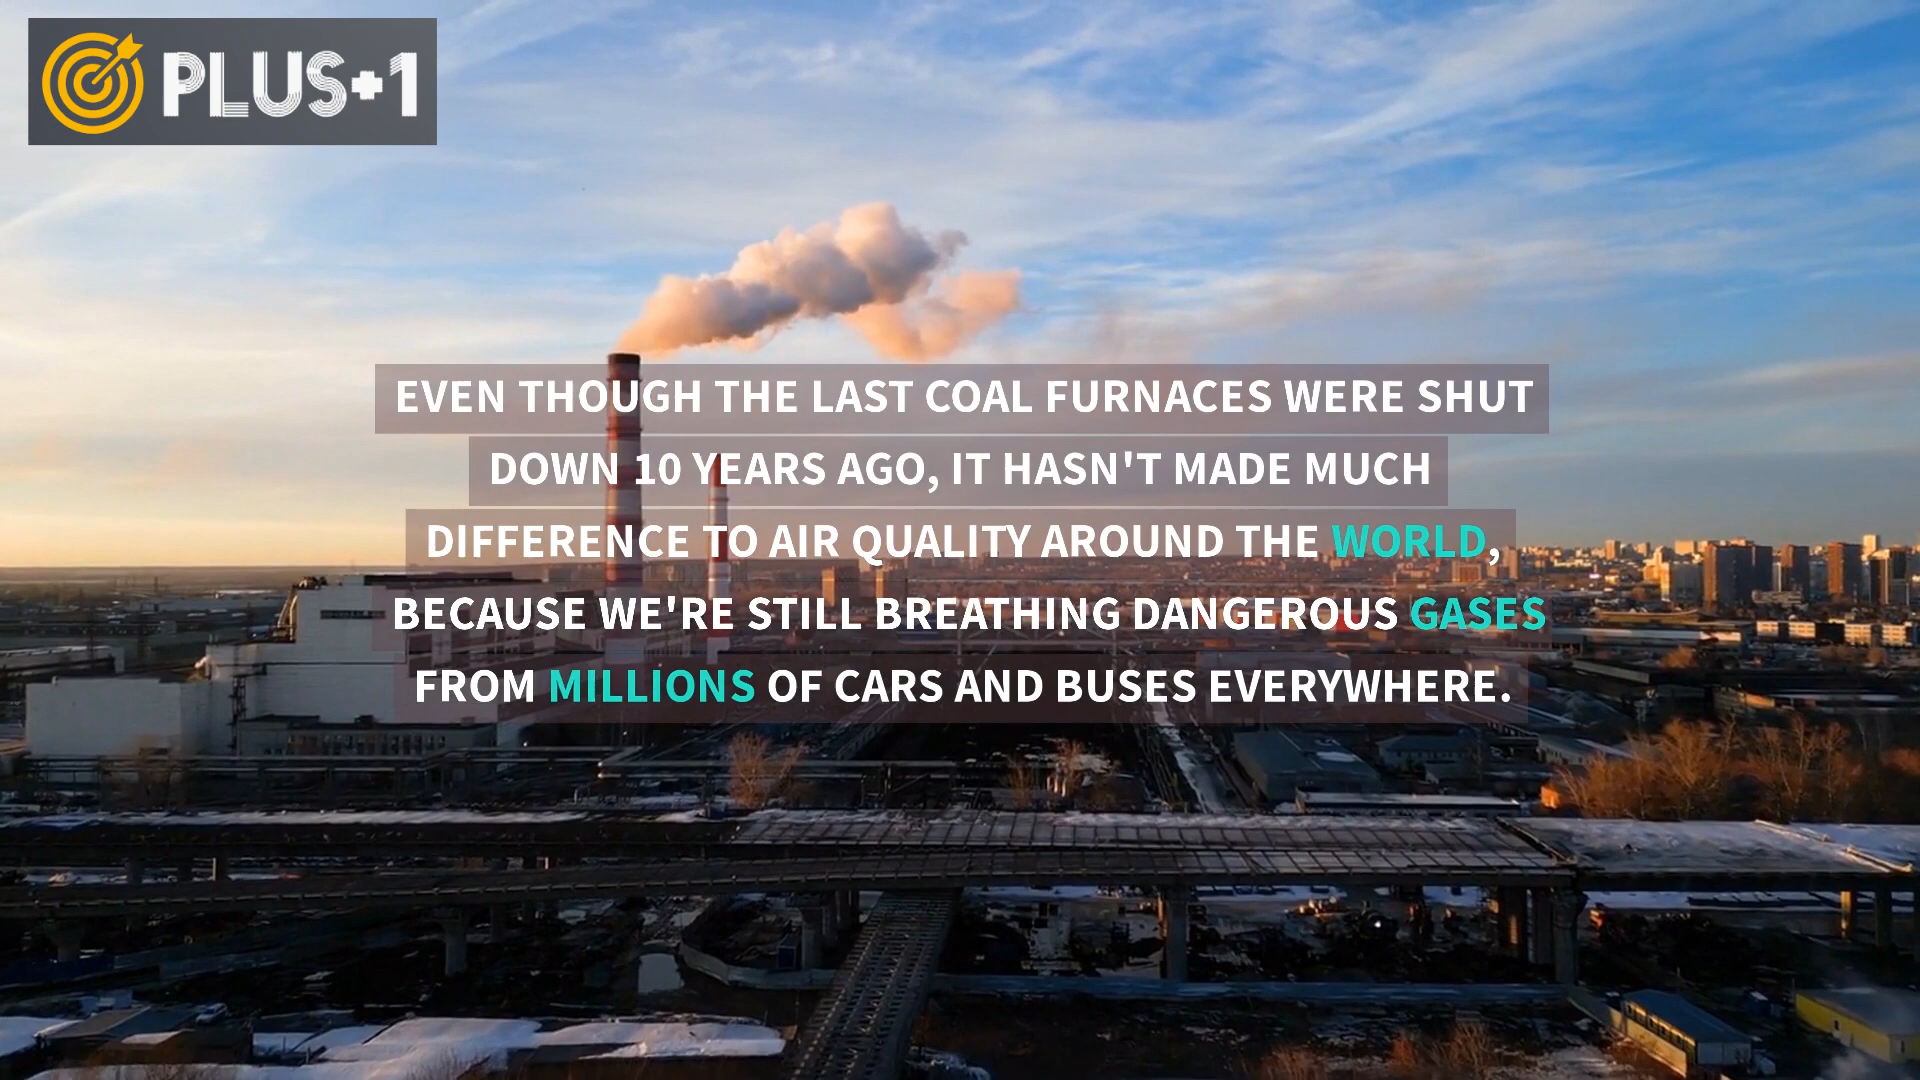 PLUS+1
EVEN THOUGH THE LAST COAL FURNACES WERE SHUT
DOWN 10 YEARS AGO, IT HASN'T MADE MUCH
DIFFERENCE TO AIR QUALITY AROUND THE WORLD,
BECAUSE WE'RE STILL BREATHING DANGEROUS GASES
FROM MILLIONS OF CARS AND BUSES EVERYWHERE.